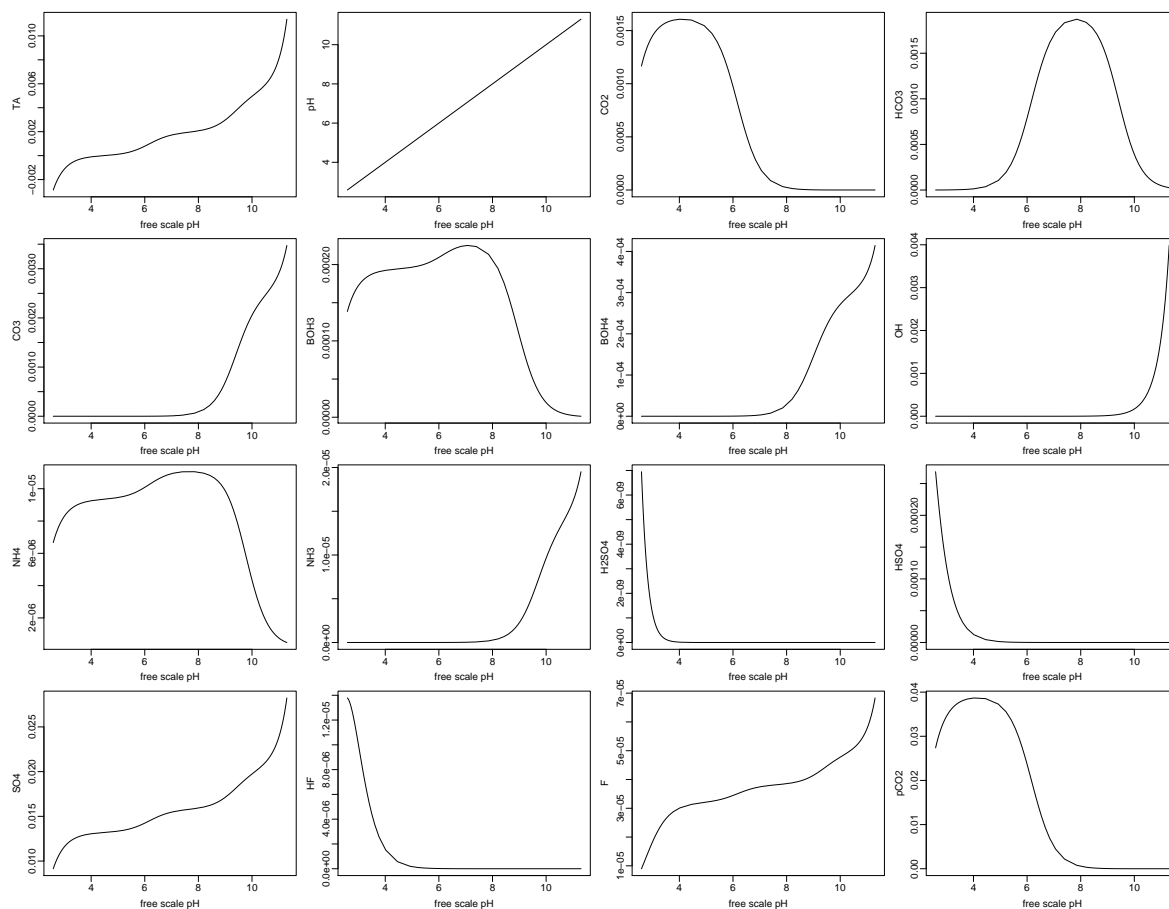 TA
0.010
0.006
0.002
−0.002
4 6 8 10
free scale pH
pH
10
8
6
4
4 6 8 10
free scale pH
CO2
0.0015
0.0010
0.0005
0.0000
4 6 8 10
free scale pH
HCO3
0.0015
0.0010
0.0005
0.0000
4 6 8 10
free scale pH
CO3
0.0030
0.0020
0.0010
0.0000
4 6 8 10
free scale pH
BOH3
0.00020
0.00010
0.00000
4 6 8 10
free scale pH
BOH4
4e−04
3e−04
2e−04
1e−04
0e+00
4 6 8 10
free scale pH
OH
0.004
0.003
0.002
0.001
0.000
4 6 8 10
free scale pH
NH4
1e−05
6e−06
2e−06
4 6 8 10
free scale pH
NH3
2.0e−05
1.0e−05
0.0e+00
4 6 8 10
free scale pH
H2SO4
6e−09
4e−09
2e−09
0e+00
4 6 8 10
free scale pH
HSO4
0.00020
0.00010
0.00000
4 6 8 10
free scale pH
SO4
0.025
0.020
0.015
0.010
4 6 8 10
free scale pH
HF
1.2e−05
8.0e−06
4.0e−06
0.0e+00
4 6 8 10
free scale pH
F
7e−05
5e−05
3e−05
1e−05
4 6 8 10
free scale pH
pCO2
0.04
0.03
0.02
0.01
0.00
4 6 8 10
free scale pH